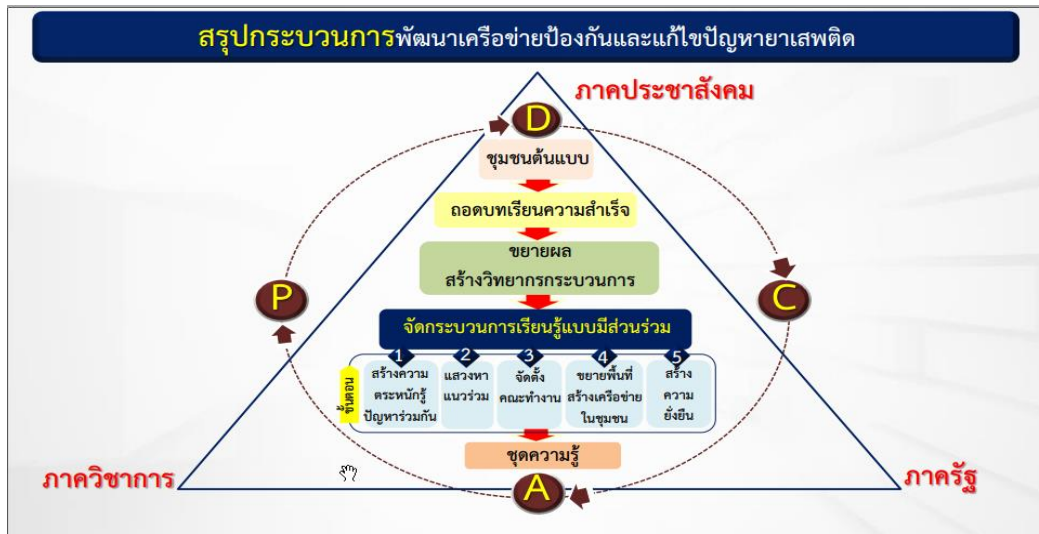 สรุปกระบวนการพัฒนาเครือข่ายป้องกันและแก้ไขปัญหายาเสพติด
ภาคประชาสังคม
D
ชุมชนต้นแบบ
ถอดบทเรียนความสำเร็จ
ขยายผล
สร้างวิทยากรกระบวนการ
P
C
จัดกระบวนการเรียนรู้แบบมีส่วนร่วม
ขั้นตอน
1
สร้างความ
ตระหนักรู้
ปัญหาร่วมกัน
2
แสวงหา
แนวร่วม
3
จัดตั้ง
คณะทำงาน
4
ขยายพื้นที่
สร้างเครือข่าย
ในชุมชน
5
สร้าง
ความ
ยั่งยืน
ชุดความรู้
ภาควิชาการ
A
ภาครัฐ